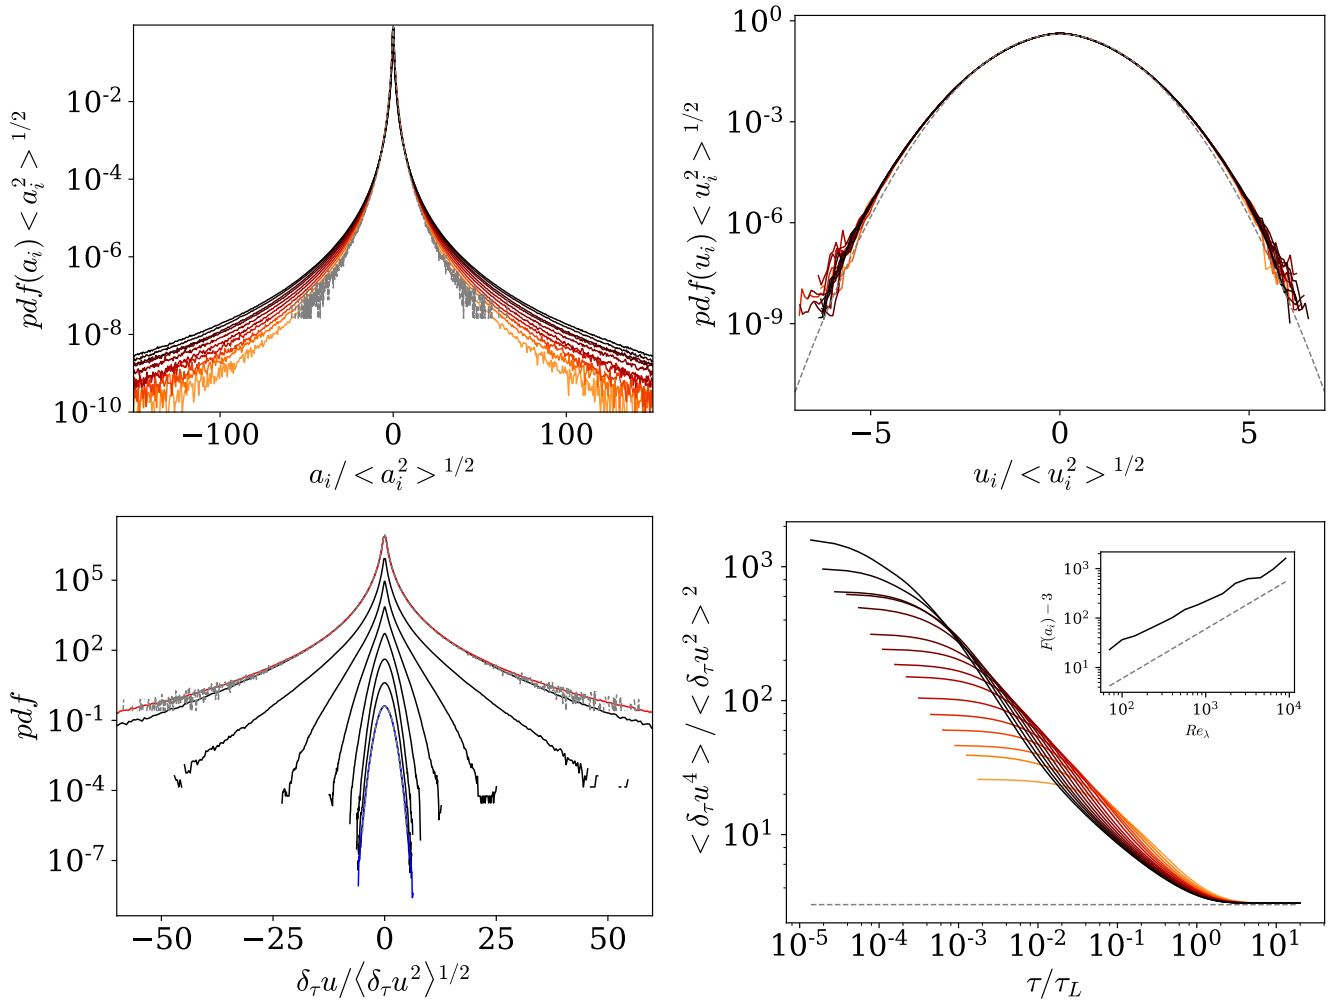 pdf(a_i) < a_i^2 >^{1/2}
10^{-2}
10^{-4}
10^{-6}
10^{-8}
10^{-10}
−100 0 100
a_i / < a_i^2 >^{1/2}
pdf(u_i) < u_i^2 >^{1/2}
10^0
10^{-3}
10^{-6}
10^{-9}
−5 0 5
u_i / < u_i^2 >^{1/2}
pdf
10^5
10^2
10^{-1}
10^{-4}
10^{-7}
−50 −25 0 25 50
δ_τ u / ⟨δ_τ u^2⟩^{1/2}
< δ_τ u^4 > / < δ_τ u^2 >^2
10^3
10^2
10^1
10^{-5} 10^{-4} 10^{-3} 10^{-2} 10^{-1} 10^0 10^1
τ/τ_L
F(a_i) − 3
10^3
10^2
10^1
10^2 10^3 10^4
Re_λ